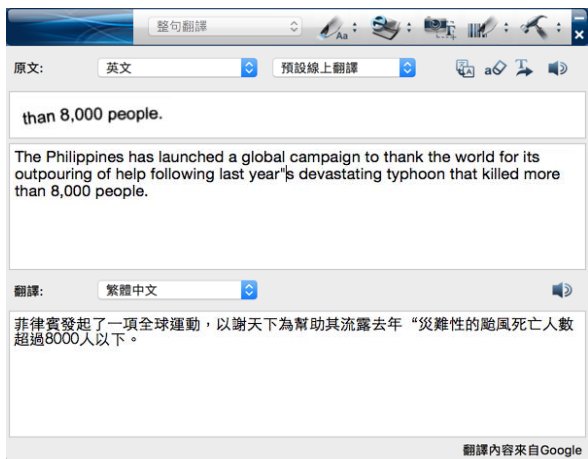 整句翻譯
Aa
原文:
英文
預設線上翻譯
than 8,000 people.
The Philippines has launched a global campaign to thank the world for its
outpouring of help following last year"s devastating typhoon that killed more
than 8,000 people.
翻譯:
繁體中文
菲律賓發起了一項全球運動，以謝天下為幫助其流露去年“災難性的颱風死亡人數
超過8000人以下。
翻譯內容來自Google